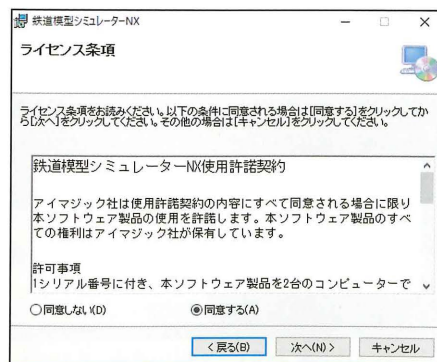 鉄道模型シミュレーターNX
ライセンス条項
ライセンス条項をお読みください。以下の条件に同意される場合は[同意する]をクリックしてか
ら[次へ]をクリックしてください。その他の場合は[キャンセル]をクリックしてください。
鉄道模型シミュレーターNX使用許諾契約
アイマジック社は使用許諾契約の内容にすべて同意される場合に限り
本ソフトウェア製品の使用を許諾します。本ソフトウェア製品のすべ
ての権利はアイマジック社が保有しています。
許可事項
1シリアル番号に付き、本ソフトウェア製品を2台のコンピューターで
同意しない(D) 同意する(A)
< 戻る(B) 次へ(N) > キャンセル